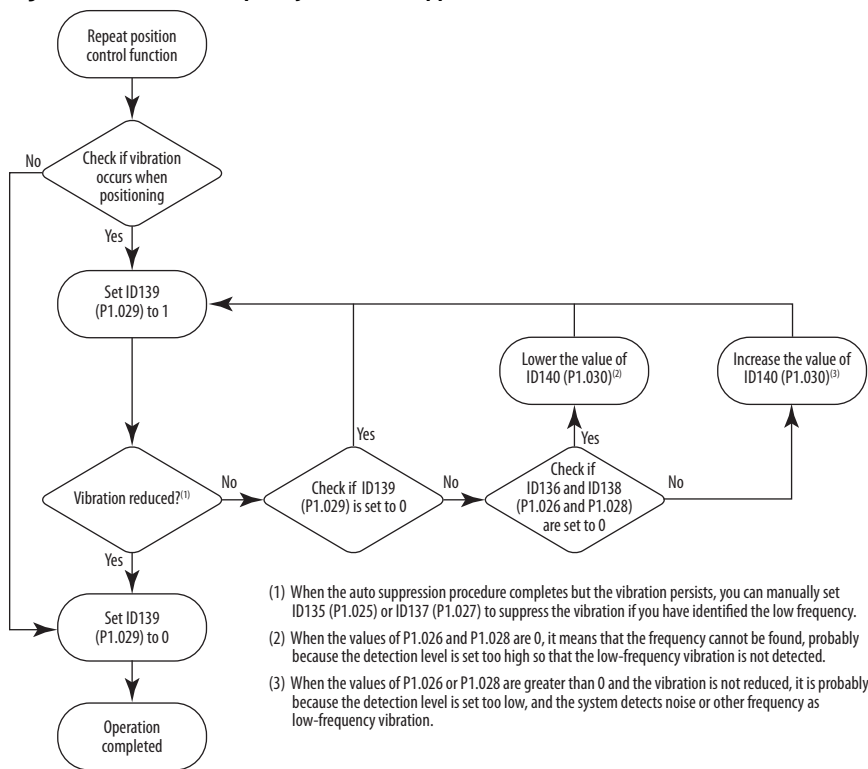 Repeat position
control function
Check if vibration
occurs when
positioning
No
Yes
Set ID139
(P1.029) to 1
Lower the value of
ID140 (P1.030)(2)
Increase the value of
ID140 (P1.030)(3)
Vibration reduced?(1)
No
Yes
Check if ID139
(P1.029) is set to 0
Yes
No
Check if
ID136 and ID138
(P1.026 and P1.028)
are set to 0
Yes
No
Set ID139
(P1.029) to 0
Operation
completed
(1) When the auto suppression procedure completes but the vibration persists, you can manually set
ID135 (P1.025) or ID137 (P1.027) to suppress the vibration if you have identified the low frequency.
(2) When the values of P1.026 and P1.028 are 0, it means that the frequency cannot be found, probably
because the detection level is set too high so that the low-frequency vibration is not detected.
(3) When the values of P1.026 or P1.028 are greater than 0 and the vibration is not reduced, it is probably
because the detection level is set too low, and the system detects noise or other frequency as
low-frequency vibration.